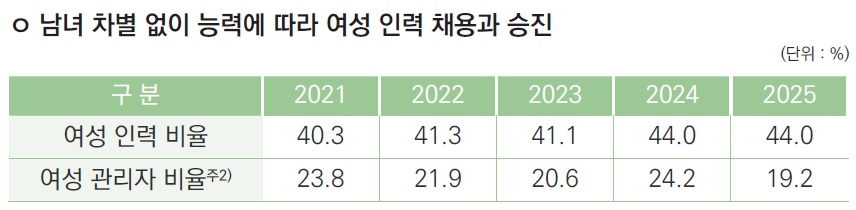 ㅇ 남녀 차별 없이 능력에 따라 여성 인력 채용과 승진
(단위 : %)
구 분 2021 2022 2023 2024 2025
여성 인력 비율 40.3 41.3 41.1 44.0 44.0
여성 관리자 비율주2) 23.8 21.9 20.6 24.2 19.2